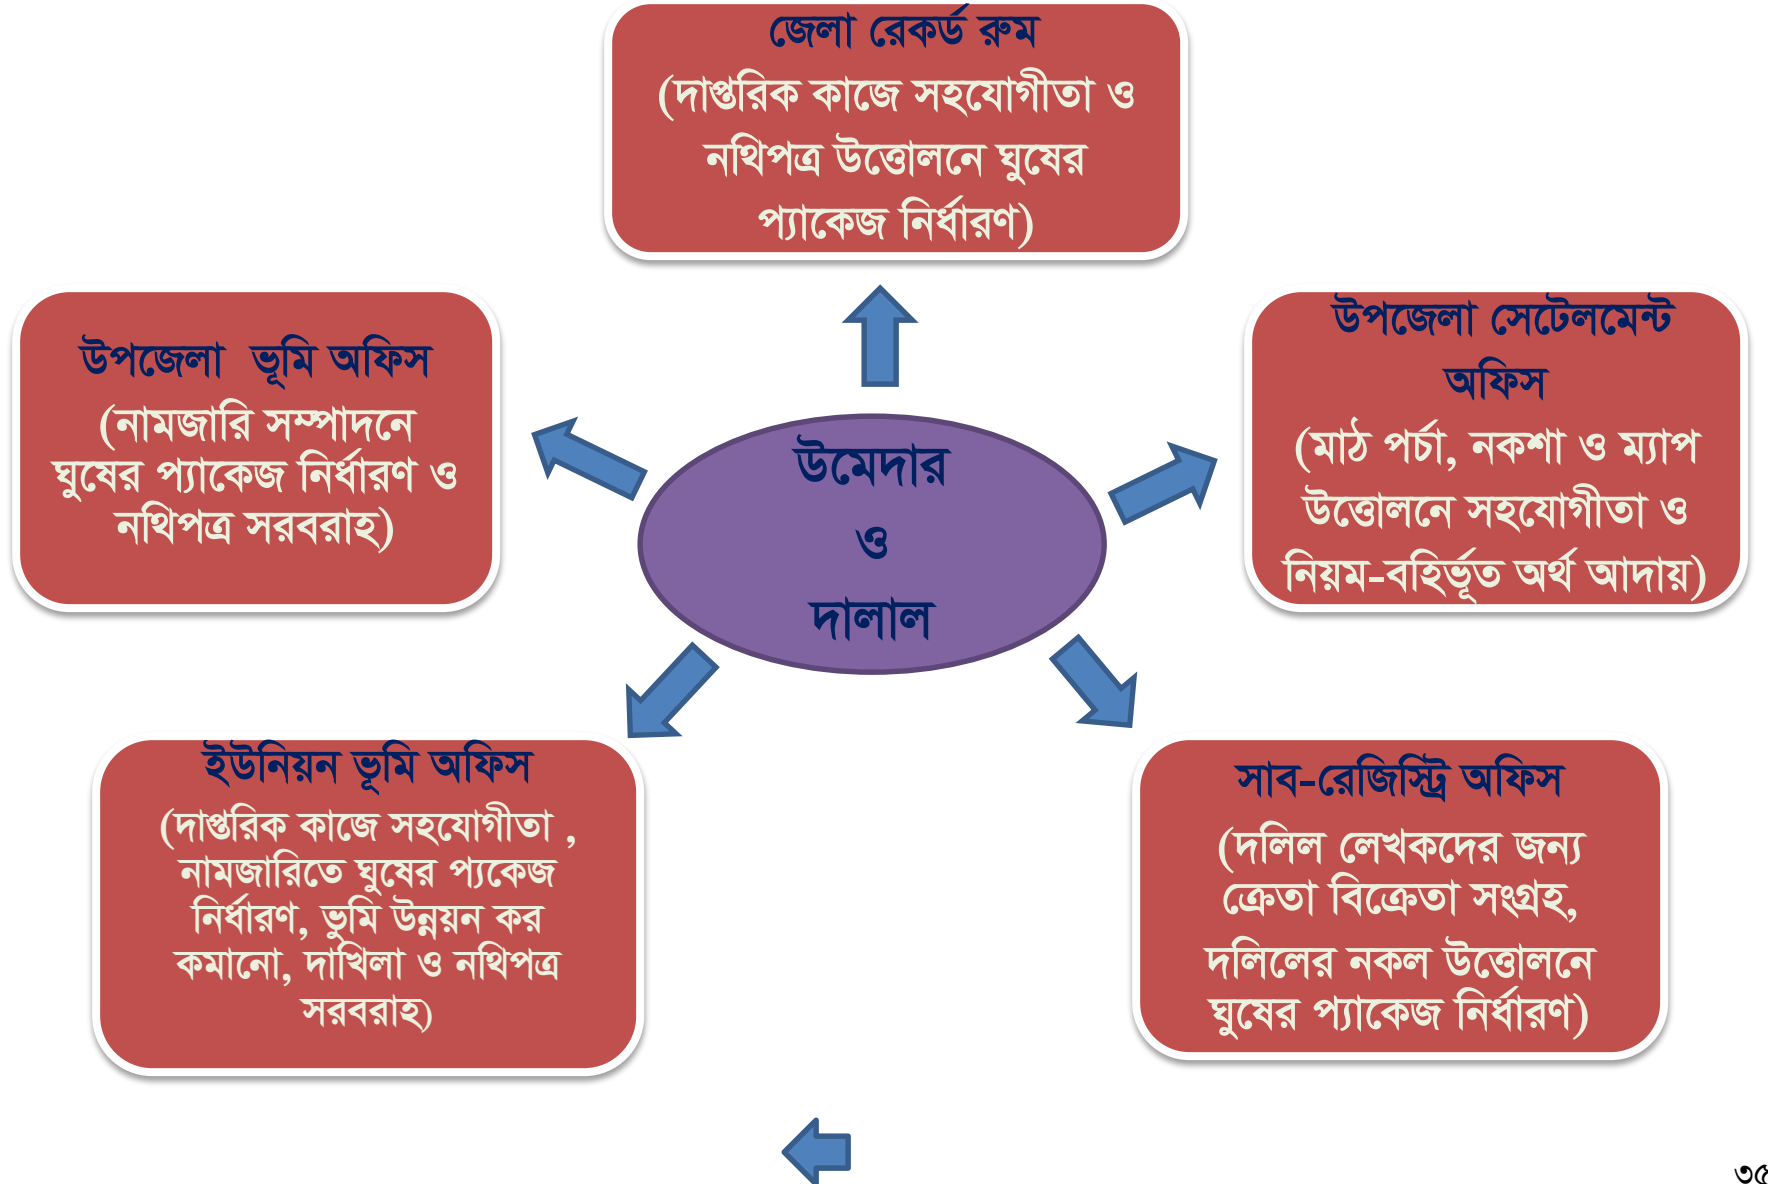 জেলা রেকর্ড রুম
(দাপ্তরিক কাজে সহযোগীতা ও
নথিপত্র উত্তোলনে ঘুষের
প্যাকেজ নির্ধারণ)
উপজেলা ভূমি অফিস
(নামজারি সম্পাদনে
ঘুষের প্যাকেজ নির্ধারণ ও
নথিপত্র সরবরাহ)
উপজেলা সেটেলমেন্ট
অফিস
(মাঠ পর্চা, নকশা ও ম্যাপ
উত্তোলনে সহযোগীতা ও
নিয়ম-বহির্ভূত অর্থ আদায়)
উমেদার
ও
দালাল
ইউনিয়ন ভূমি অফিস
(দাপ্তরিক কাজে সহযোগীতা ,
নামজারিতে ঘুষের প্যকেজ
নির্ধারণ, ভুমি উন্নয়ন কর
কমানো, দাখিলা ও নথিপত্র
সরবরাহ)
সাব-রেজিস্ট্রি অফিস
(দলিল লেখকদের জন্য
ক্রেতা বিক্রেতা সংগ্রহ,
দলিলের নকল উত্তোলনে
ঘুষের প্যাকেজ নির্ধারণ)
৩৫